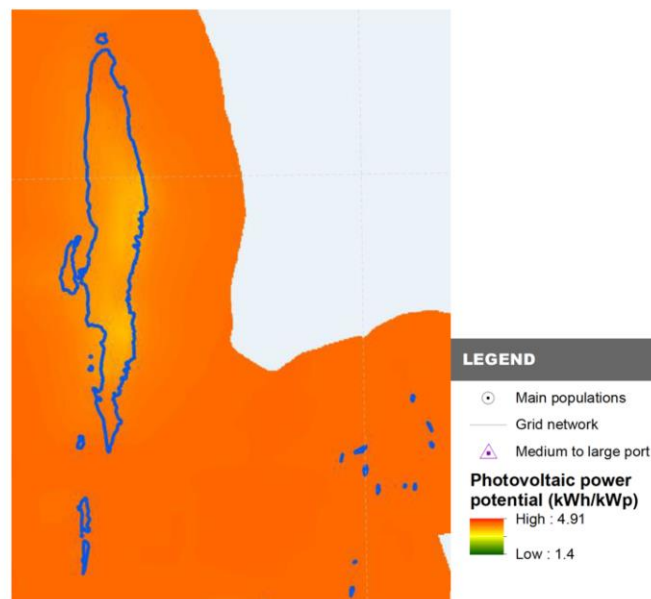 LEGEND
Main populations
Grid network
Medium to large port
Photovoltaic power
potential (kWh/kWp)
High : 4.91
Low : 1.4